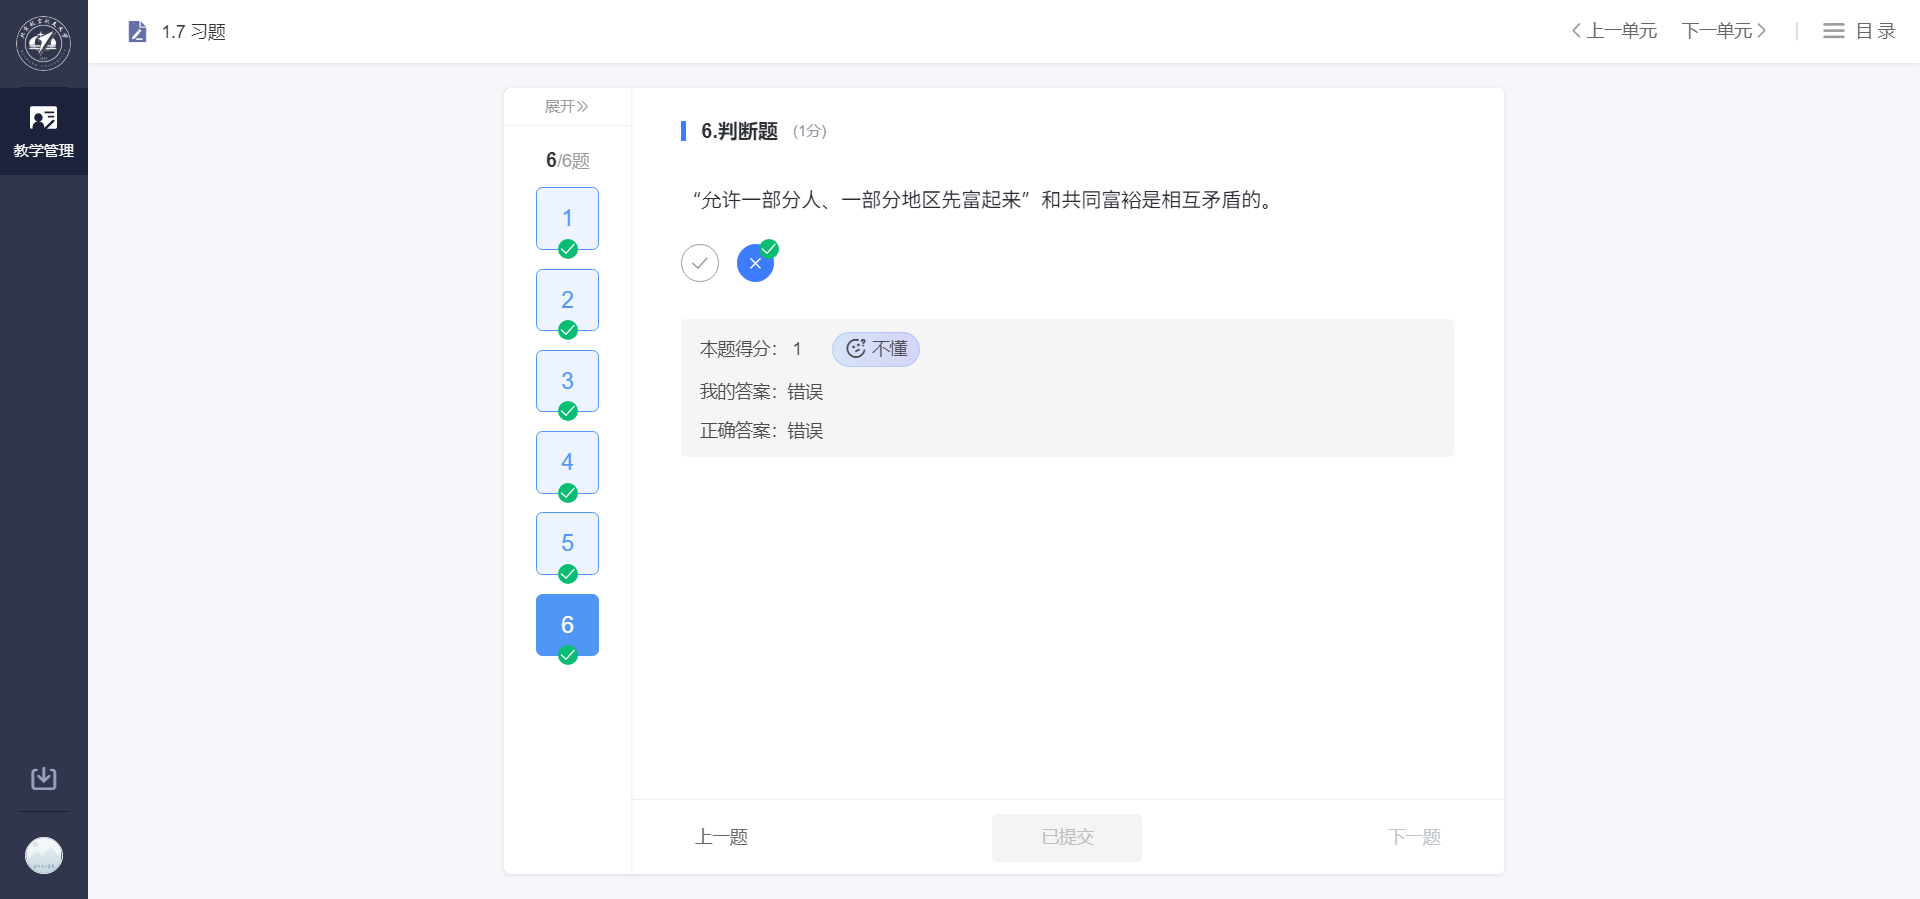 1.7 习题
上一单元
下一单元
目录
教学管理
展开
6/6题
1
2
3
4
5
6
6.判断题 (1分)
“允许一部分人、一部分地区先富起来”和共同富裕是相互矛盾的。
本题得分： 1 不懂
我的答案：错误
正确答案：错误
上一题
已提交
下一题